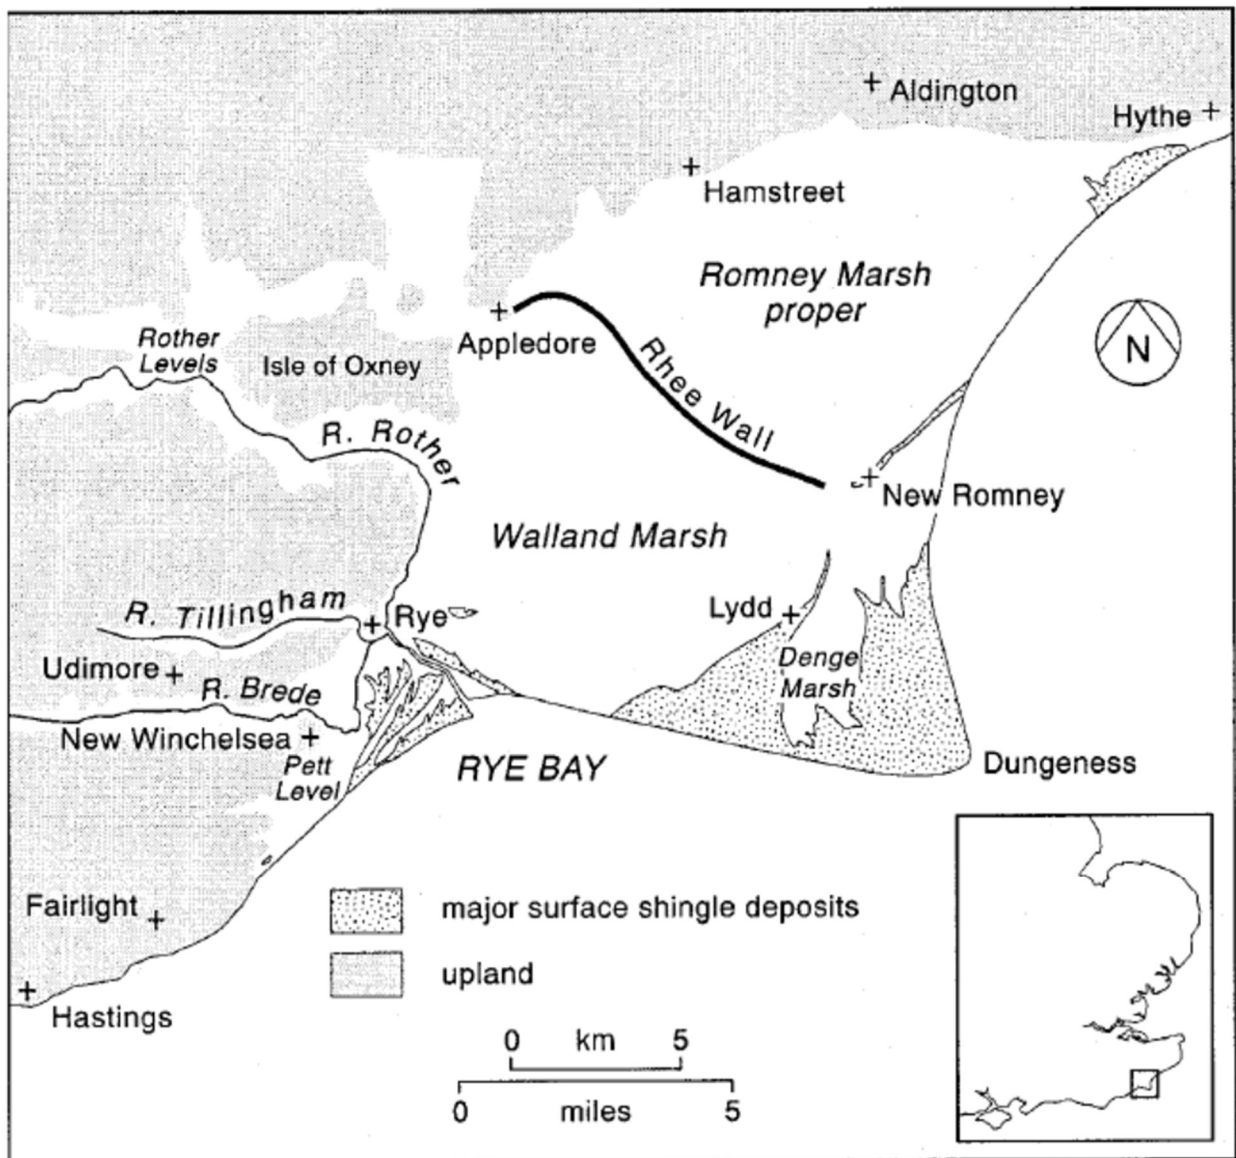 Aldington
Hythe
Hamstreet
Romney Marsh
proper
N
Appledore
Rhee Wall
Rother
Levels
Isle of Oxney
R. Rother
New Romney
Walland Marsh
R. Tillingham
Rye
Lydd
Denge
Marsh
Udimore
R. Brede
New Winchelsea
Pett
Level
RYE BAY
Dungeness
Fairlight
Hastings
major surface shingle deposits
upland
0 km 5
0 miles 5